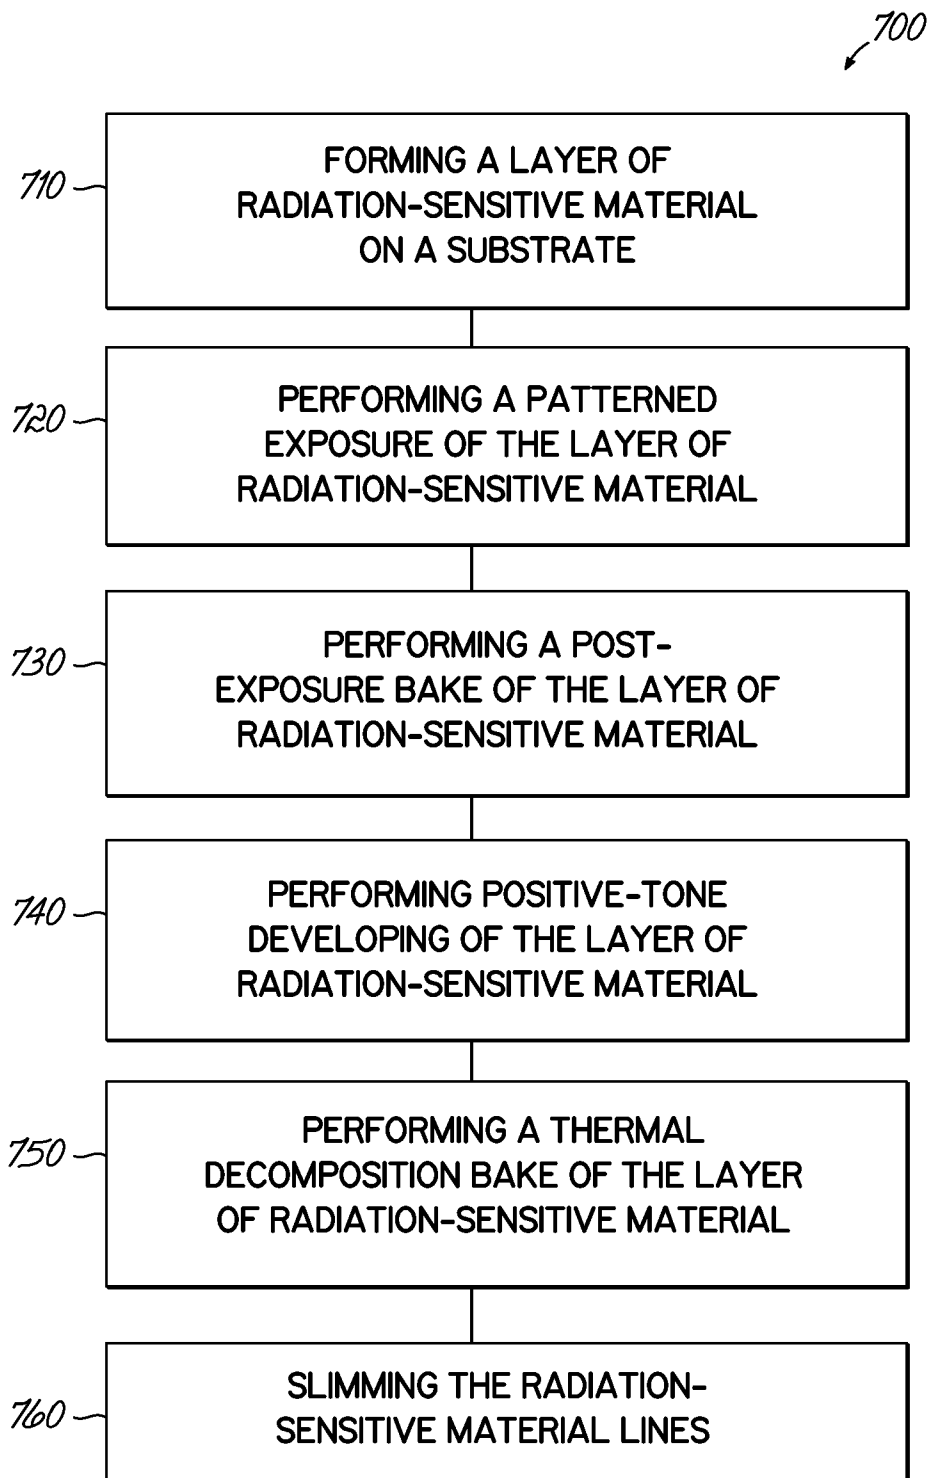 700
710
FORMING A LAYER OF
RADIATION-SENSITIVE MATERIAL
ON A SUBSTRATE
720
PERFORMING A PATTERNED
EXPOSURE OF THE LAYER OF
RADIATION-SENSITIVE MATERIAL
730
PERFORMING A POST-
EXPOSURE BAKE OF THE LAYER OF
RADIATION-SENSITIVE MATERIAL
740
PERFORMING POSITIVE-TONE
DEVELOPING OF THE LAYER OF
RADIATION-SENSITIVE MATERIAL
750
PERFORMING A THERMAL
DECOMPOSITION BAKE OF THE LAYER
OF RADIATION-SENSITIVE MATERIAL
760
SLIMMING THE RADIATION-
SENSITIVE MATERIAL LINES